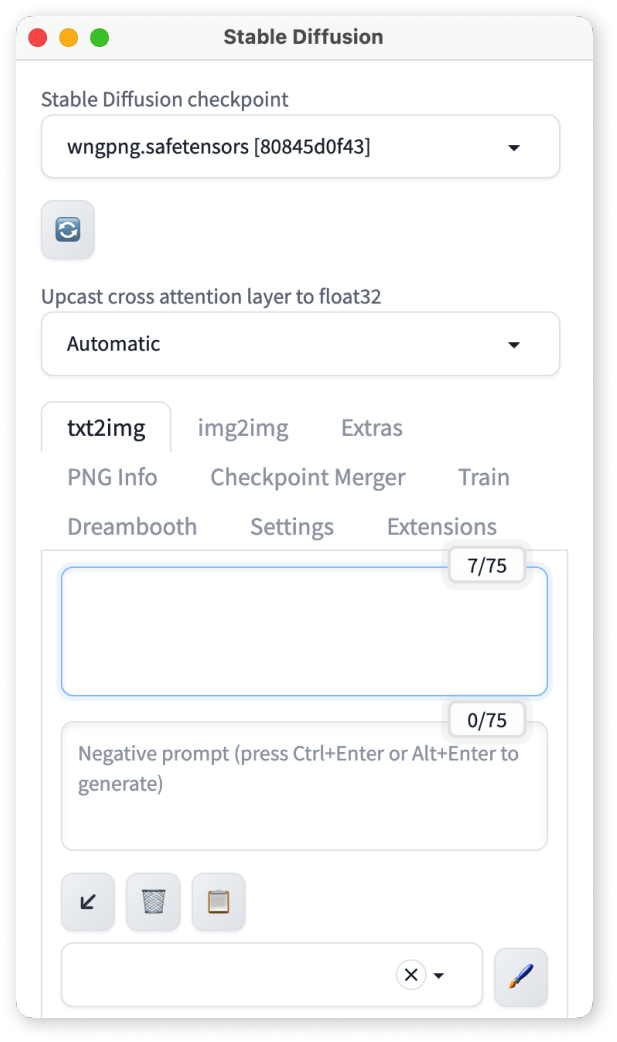 Stable Diffusion
Stable Diffusion checkpoint
wngpng.safetensors [80845d0f43]
Upcast cross attention layer to float32
Automatic
txt2img img2img Extras
PNG Info Checkpoint Merger Train
Dreambooth Settings Extensions
7/75
0/75
Negative prompt (press Ctrl+Enter or Alt+Enter to
generate)